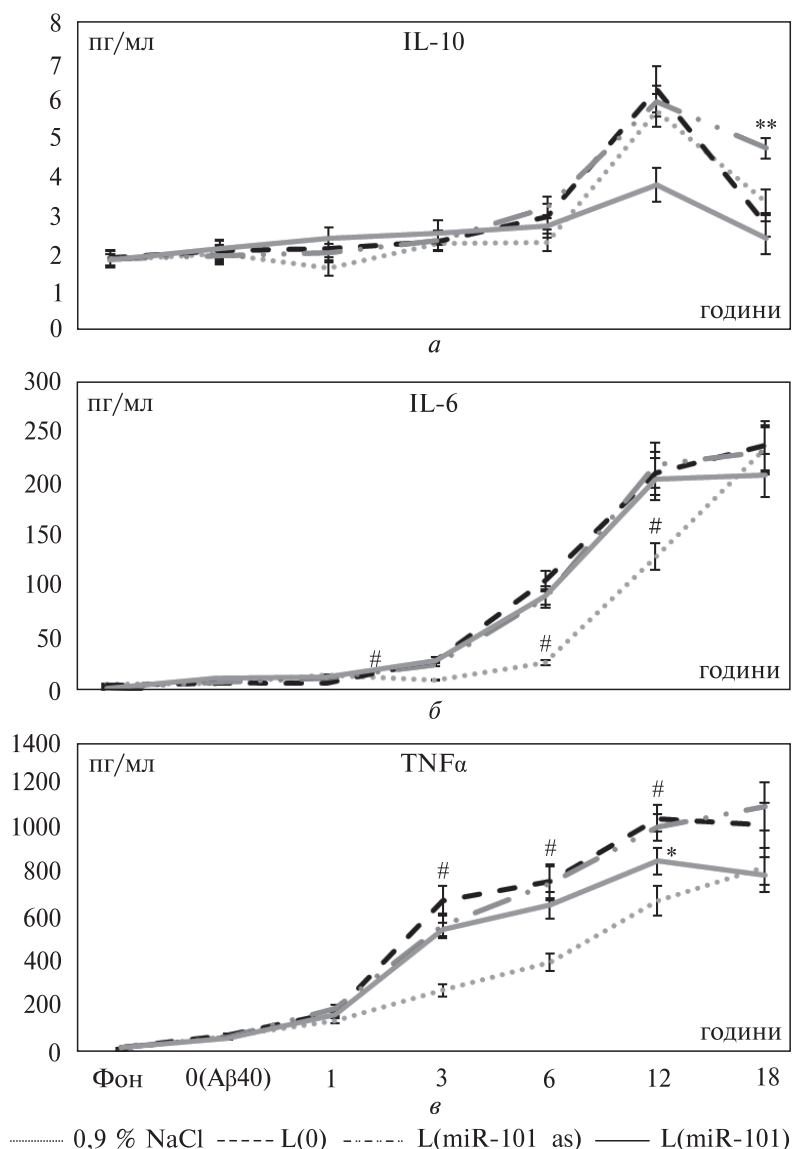 8
пг/мл IL-10
7
6
5
**
4
3
2
1
години
0
а
300
пг/мл IL-6
250
200
#
150
100
#
50
#
години
0
б
1400
пг/мл TNFα
1200
#
1000
#
*
#
800
600
400
200
години
0
Фон 0(Aβ40) 1 3 6 12 18
в
0,9 % NaCl L(0) L(miR-101 as) L(miR-101)